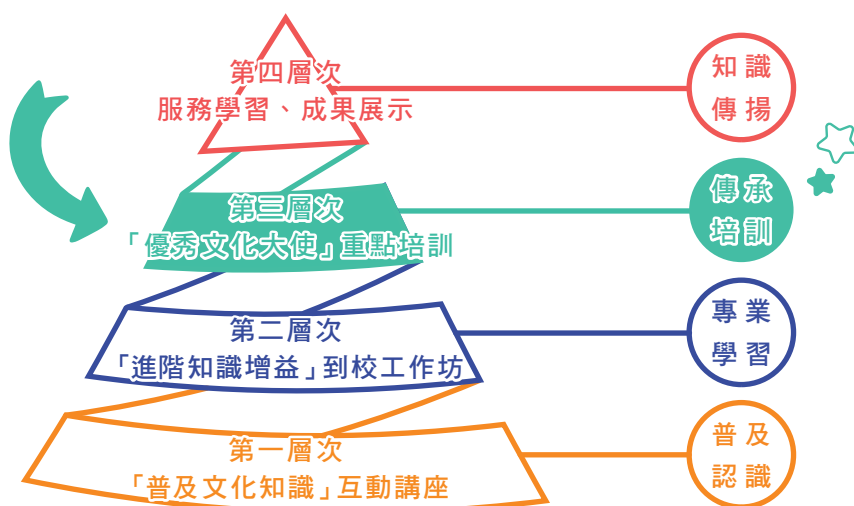 第四層次
服務學習、成果展示
知識
傳揚
第三層次
「優秀文化大使」重點培訓
傳承
培訓
第二層次
「進階知識增益」到校工作坊
專業
學習
第一層次
「普及文化知識」互動講座
普及
認識